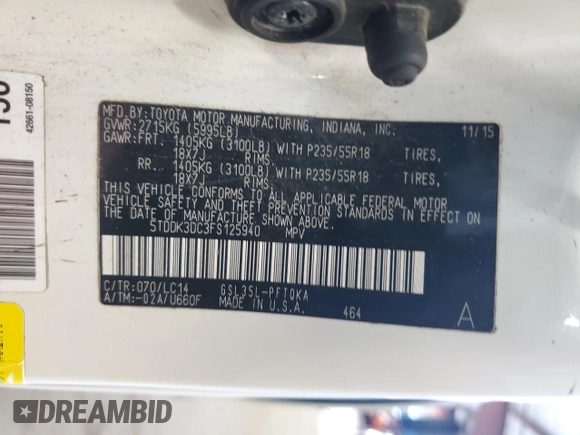 MFD.BY:TOYOTA MOTOR MANUFACTURING, INDIANA, INC.
GVWR:2715KG (5995LB) 11/15
GAWR:FRT. 1405KG (3100LB) WITH P235/55R18 TIRES,
18X7J RIMS.
RR. 1405KG (3100LB) WITH P235/55R18 TIRES,
18X7J RIMS.
THIS VEHICLE CONFORMS TO ALL APPLICABLE FEDERAL MOTOR
VEHICLE SAFETY AND THEFT PREVENTION STANDARDS IN EFFECT ON
THE DATE OF MANUFACTURE SHOWN ABOVE.
5TDDK3DC3FS125940 MPV
C/TR:070/LC14 GSL35L-PFTQKA
A/TM:-02A/U660F MADE IN U.S.A. 464 A
42661-08150
DREAMBID